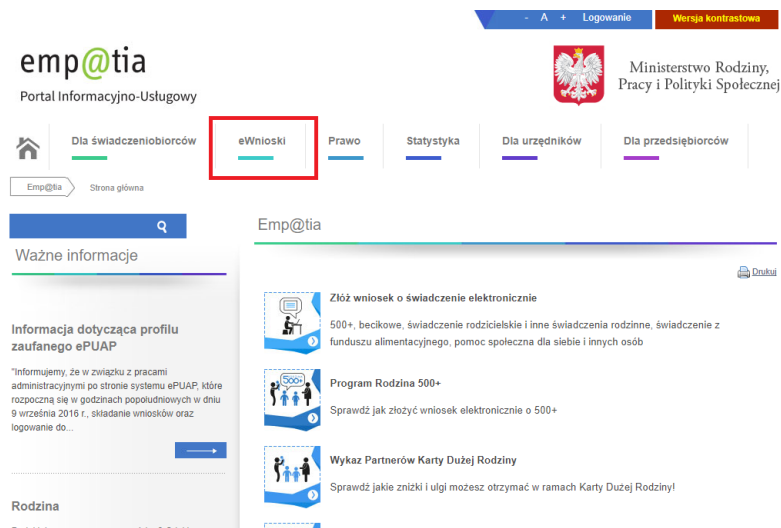 - A + Logowanie Wersja kontrastowa
emp@tia
Portal Informacyjno-Usługowy
Ministerstwo Rodziny,
Pracy i Polityki Społecznej
Dla świadczeniobiorców eWnioski Prawo Statystyka Dla urzędników Dla przedsiębiorców
Emp@tia Strona główna
Ważne informacje
Informacja dotycząca profilu
zaufanego ePUAP
"Informujemy, że w związku z pracami
administracyjnymi po stronie systemu ePUAP, które
rozpoczną się w godzinach popołudniowych w dniu
9 września 2016 r., składanie wniosków oraz
logowanie do...
Rodzina
Emp@tia
Drukuj
Złóż wniosek o świadczenie elektronicznie
500+, becikowe, świadczenie rodzicielskie i inne świadczenia rodzinne, świadczenie z
funduszu alimentacyjnego, pomoc społeczna dla siebie i innych osób
500+
Program Rodzina 500+
Sprawdź jak złożyć wniosek elektronicznie o 500+
Wykaz Partnerów Karty Dużej Rodziny
Sprawdź jakie zniżki i ulgi możesz otrzymać w ramach Karty Dużej Rodziny!